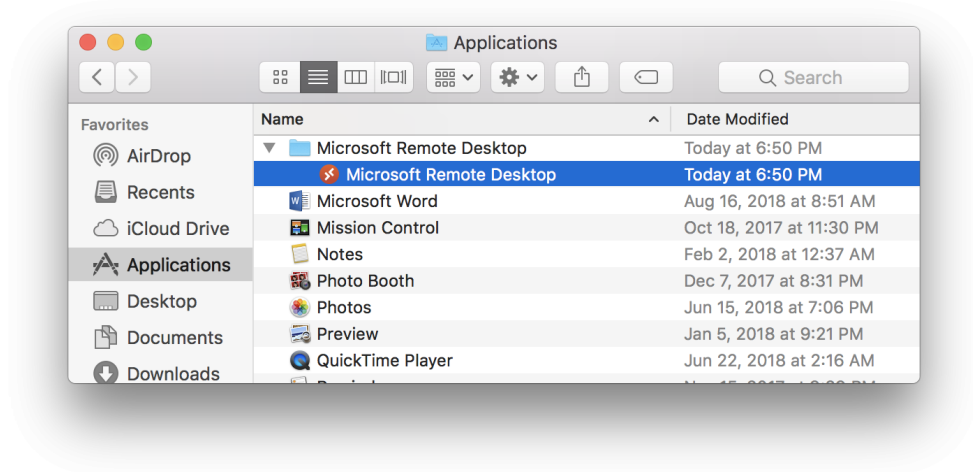 Applications
Search
Favorites
AirDrop
Recents
iCloud Drive
Applications
Desktop
Documents
Downloads
Name Date Modified
Microsoft Remote Desktop Today at 6:50 PM
Microsoft Remote Desktop Today at 6:50 PM
Microsoft Word Aug 16, 2018 at 8:51 AM
Mission Control Oct 18, 2017 at 11:30 PM
Notes Feb 2, 2018 at 12:37 AM
Photo Booth Dec 7, 2017 at 8:31 PM
Photos Jun 15, 2018 at 7:06 PM
Preview Jan 5, 2018 at 9:21 PM
QuickTime Player Jun 22, 2018 at 2:16 AM